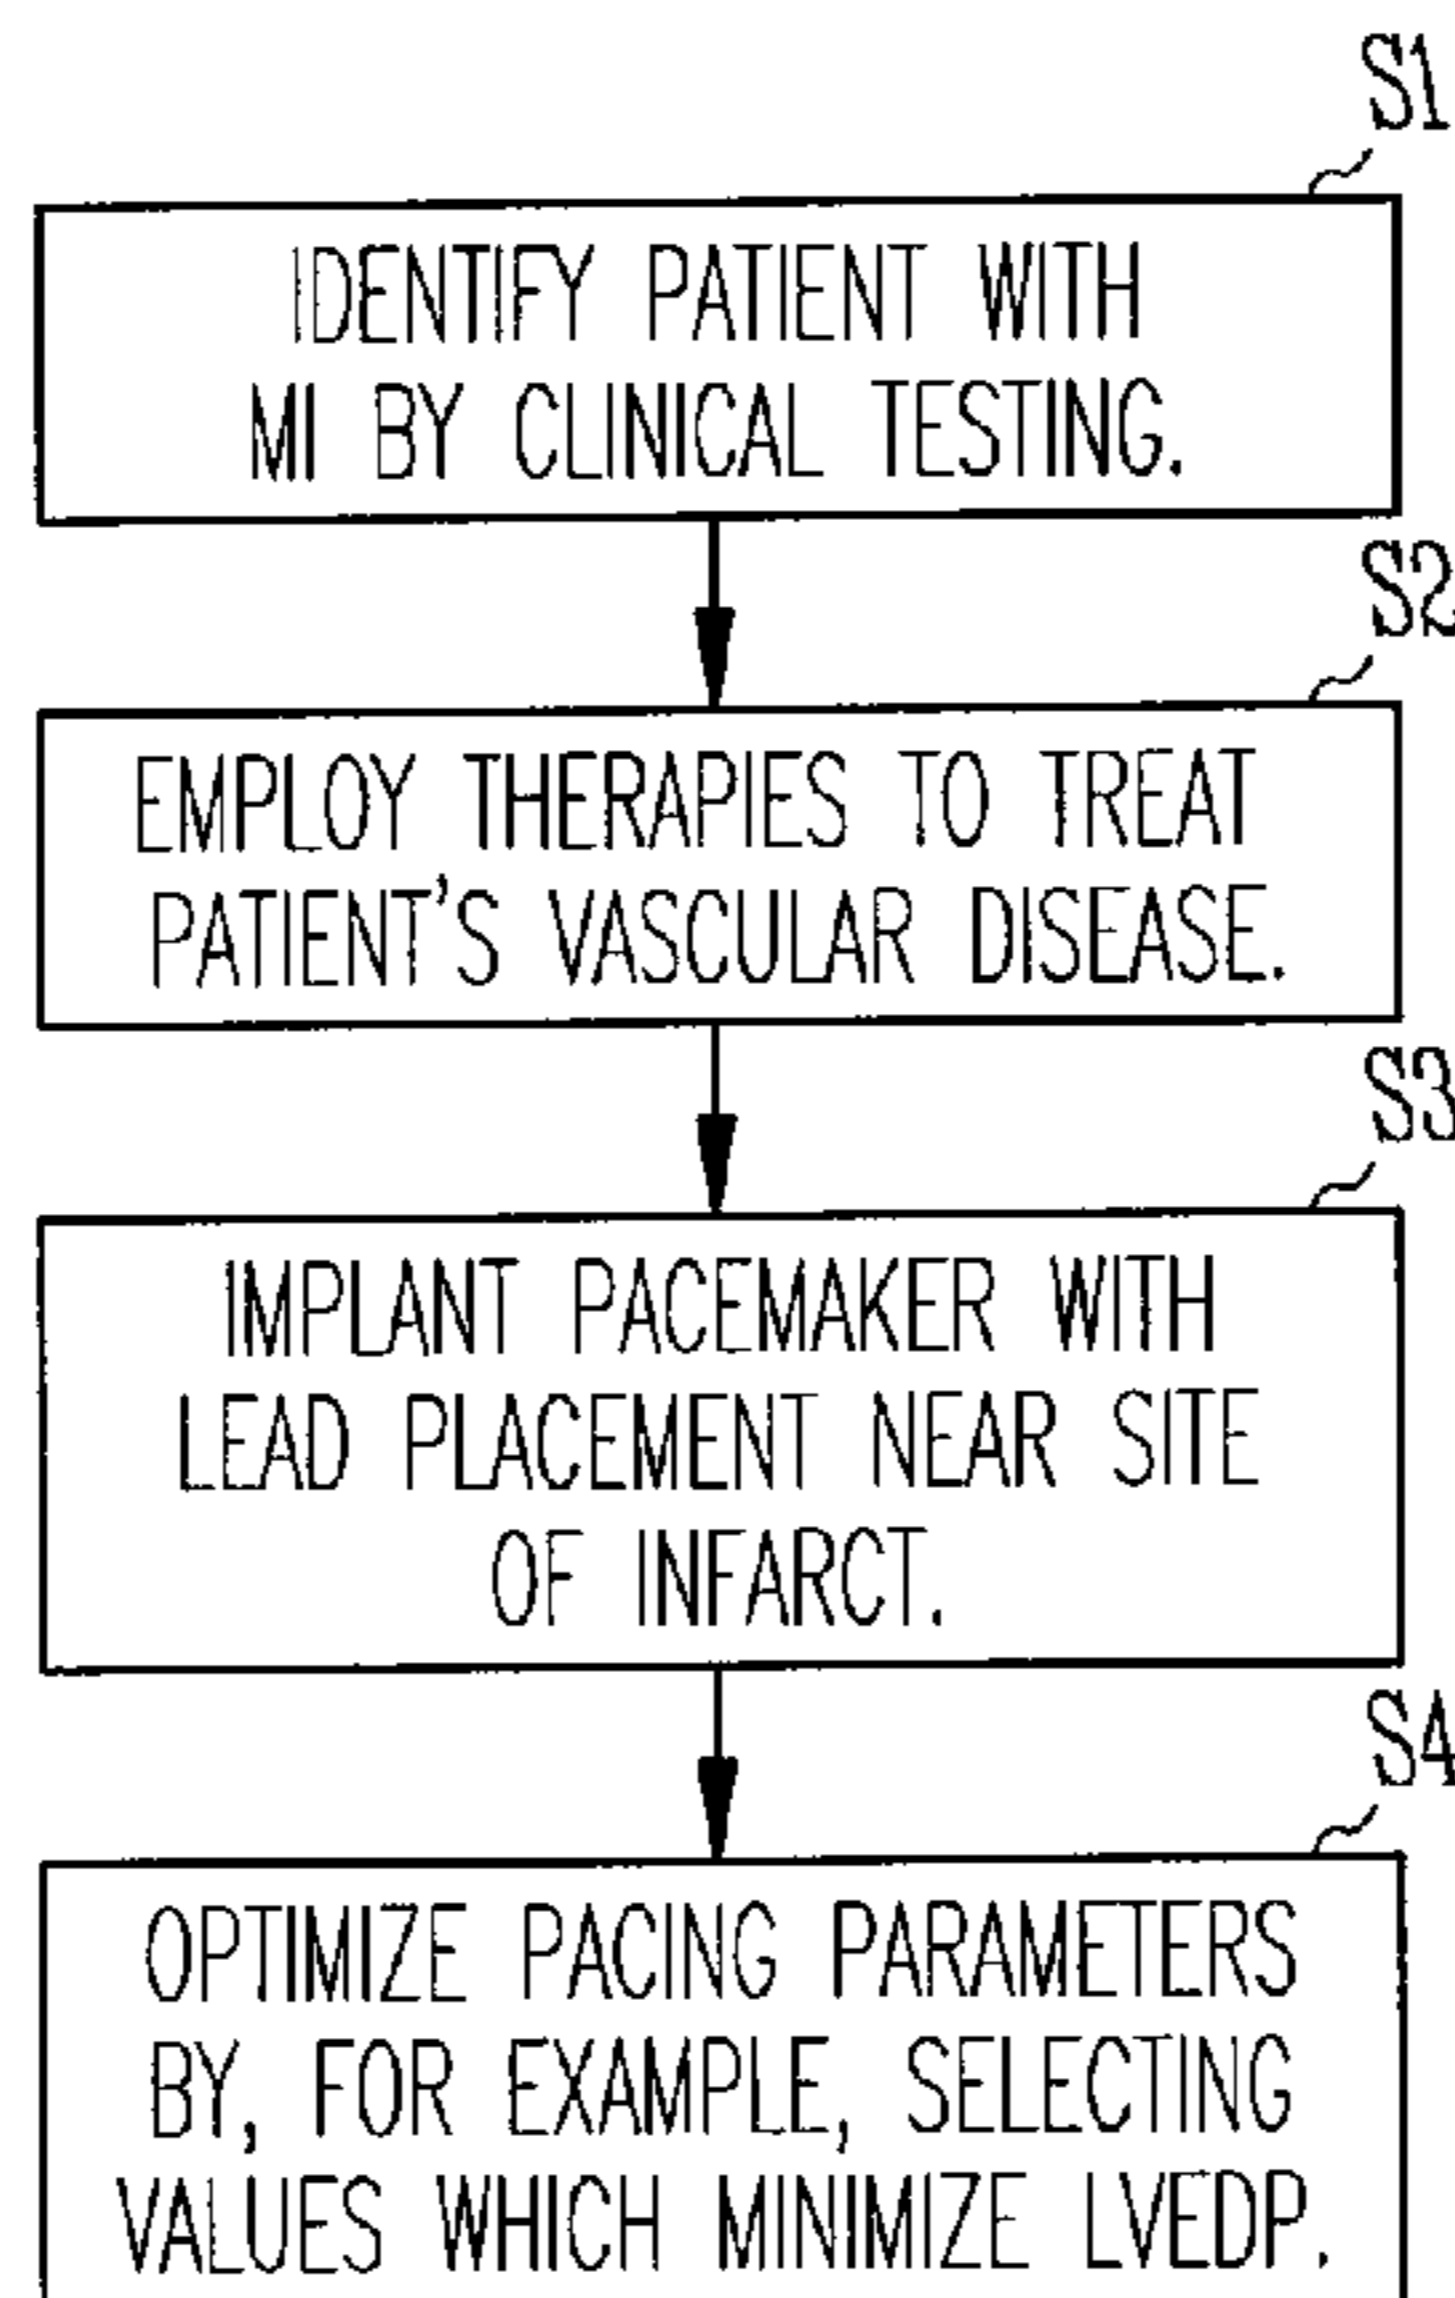 S1
IDENTIFY PATIENT WITH
MI BY CLINICAL TESTING.
S2
EMPLOY THERAPIES TO TREAT
PATIENT'S VASCULAR DISEASE.
S3
IMPLANT PACEMAKER WITH
LEAD PLACEMENT NEAR SITE
OF INFARCT.
S4
OPTIMIZE PACING PARAMETERS
BY, FOR EXAMPLE, SELECTING
VALUES WHICH MINIMIZE LVEDP.